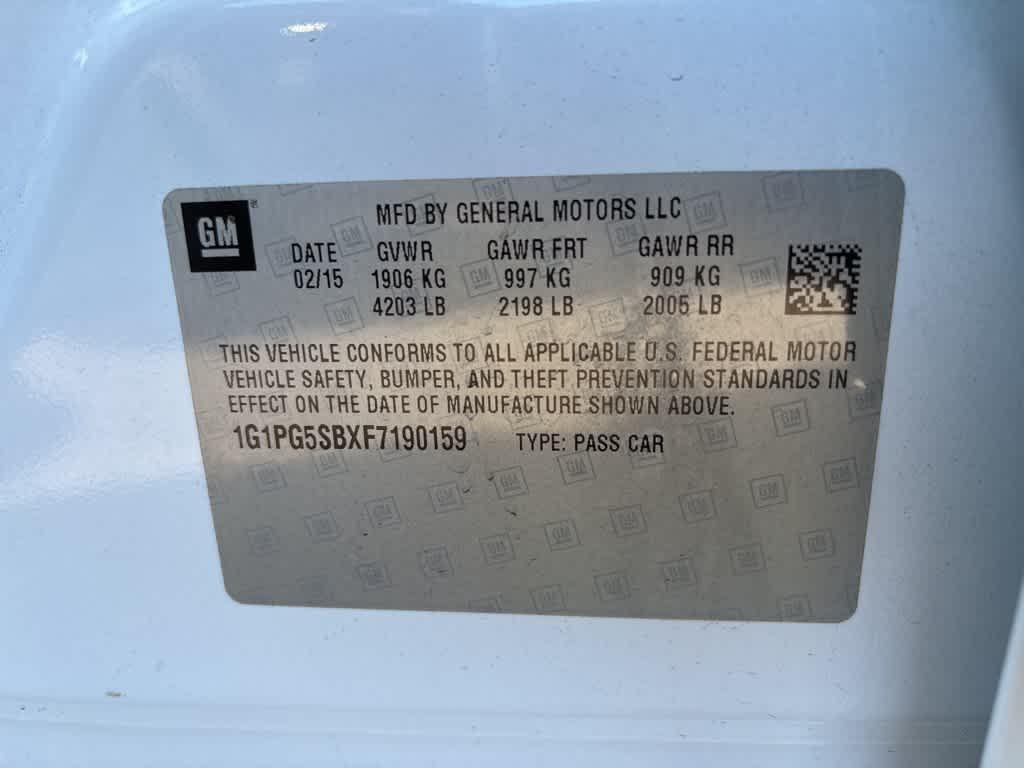 GM®
MFD BY GENERAL MOTORS LLC
DATE GVWR GAWR FRT GAWR RR
02/15 1906 KG 997 KG 909 KG
4203 LB 2198 LB 2005 LB
THIS VEHICLE CONFORMS TO ALL APPLICABLE U.S. FEDERAL MOTOR
VEHICLE SAFETY, BUMPER, AND THEFT PREVENTION STANDARDS IN
EFFECT ON THE DATE OF MANUFACTURE SHOWN ABOVE.
1G1PG5SBXF7190159 TYPE: PASS CAR